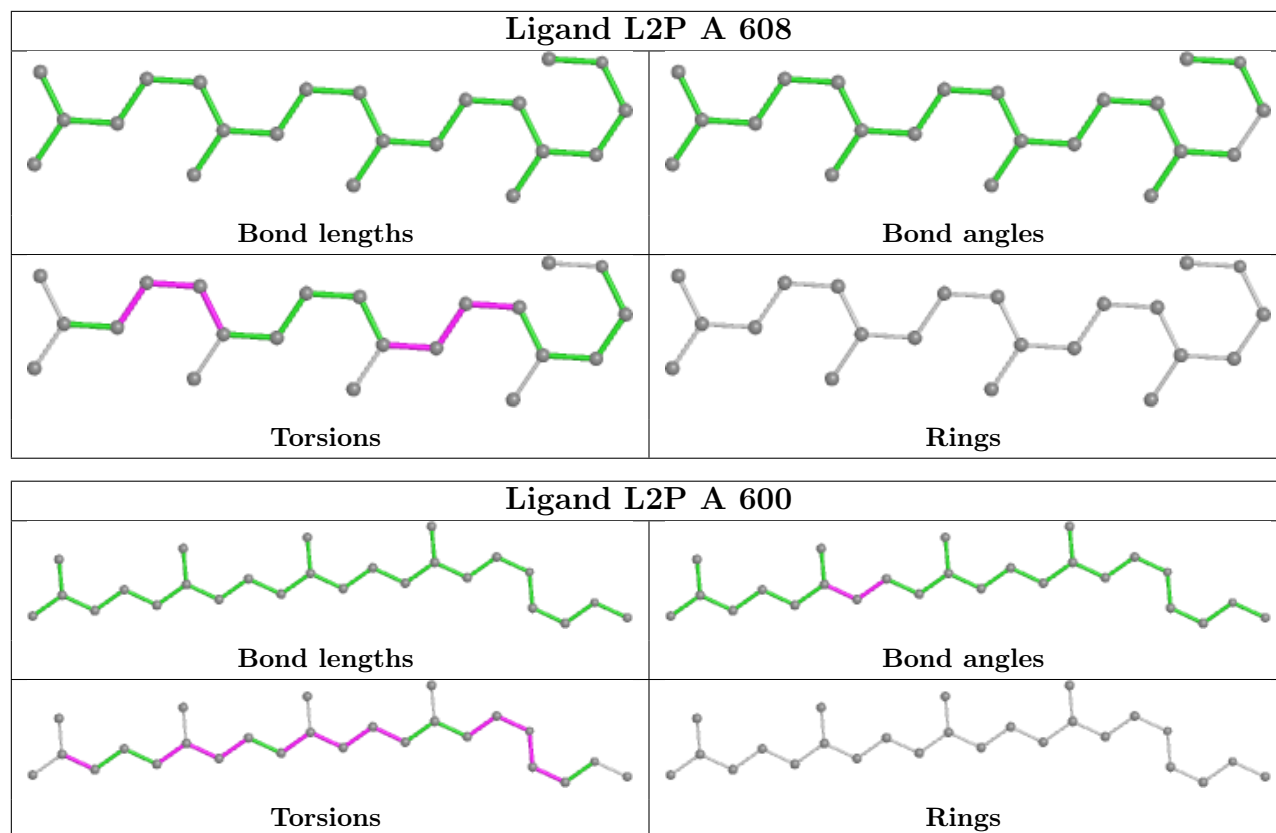 Ligand L2P A 608
Bond lengths
Bond angles
Torsions
Rings
Ligand L2P A 600
Bond lengths
Bond angles
Torsions
Rings